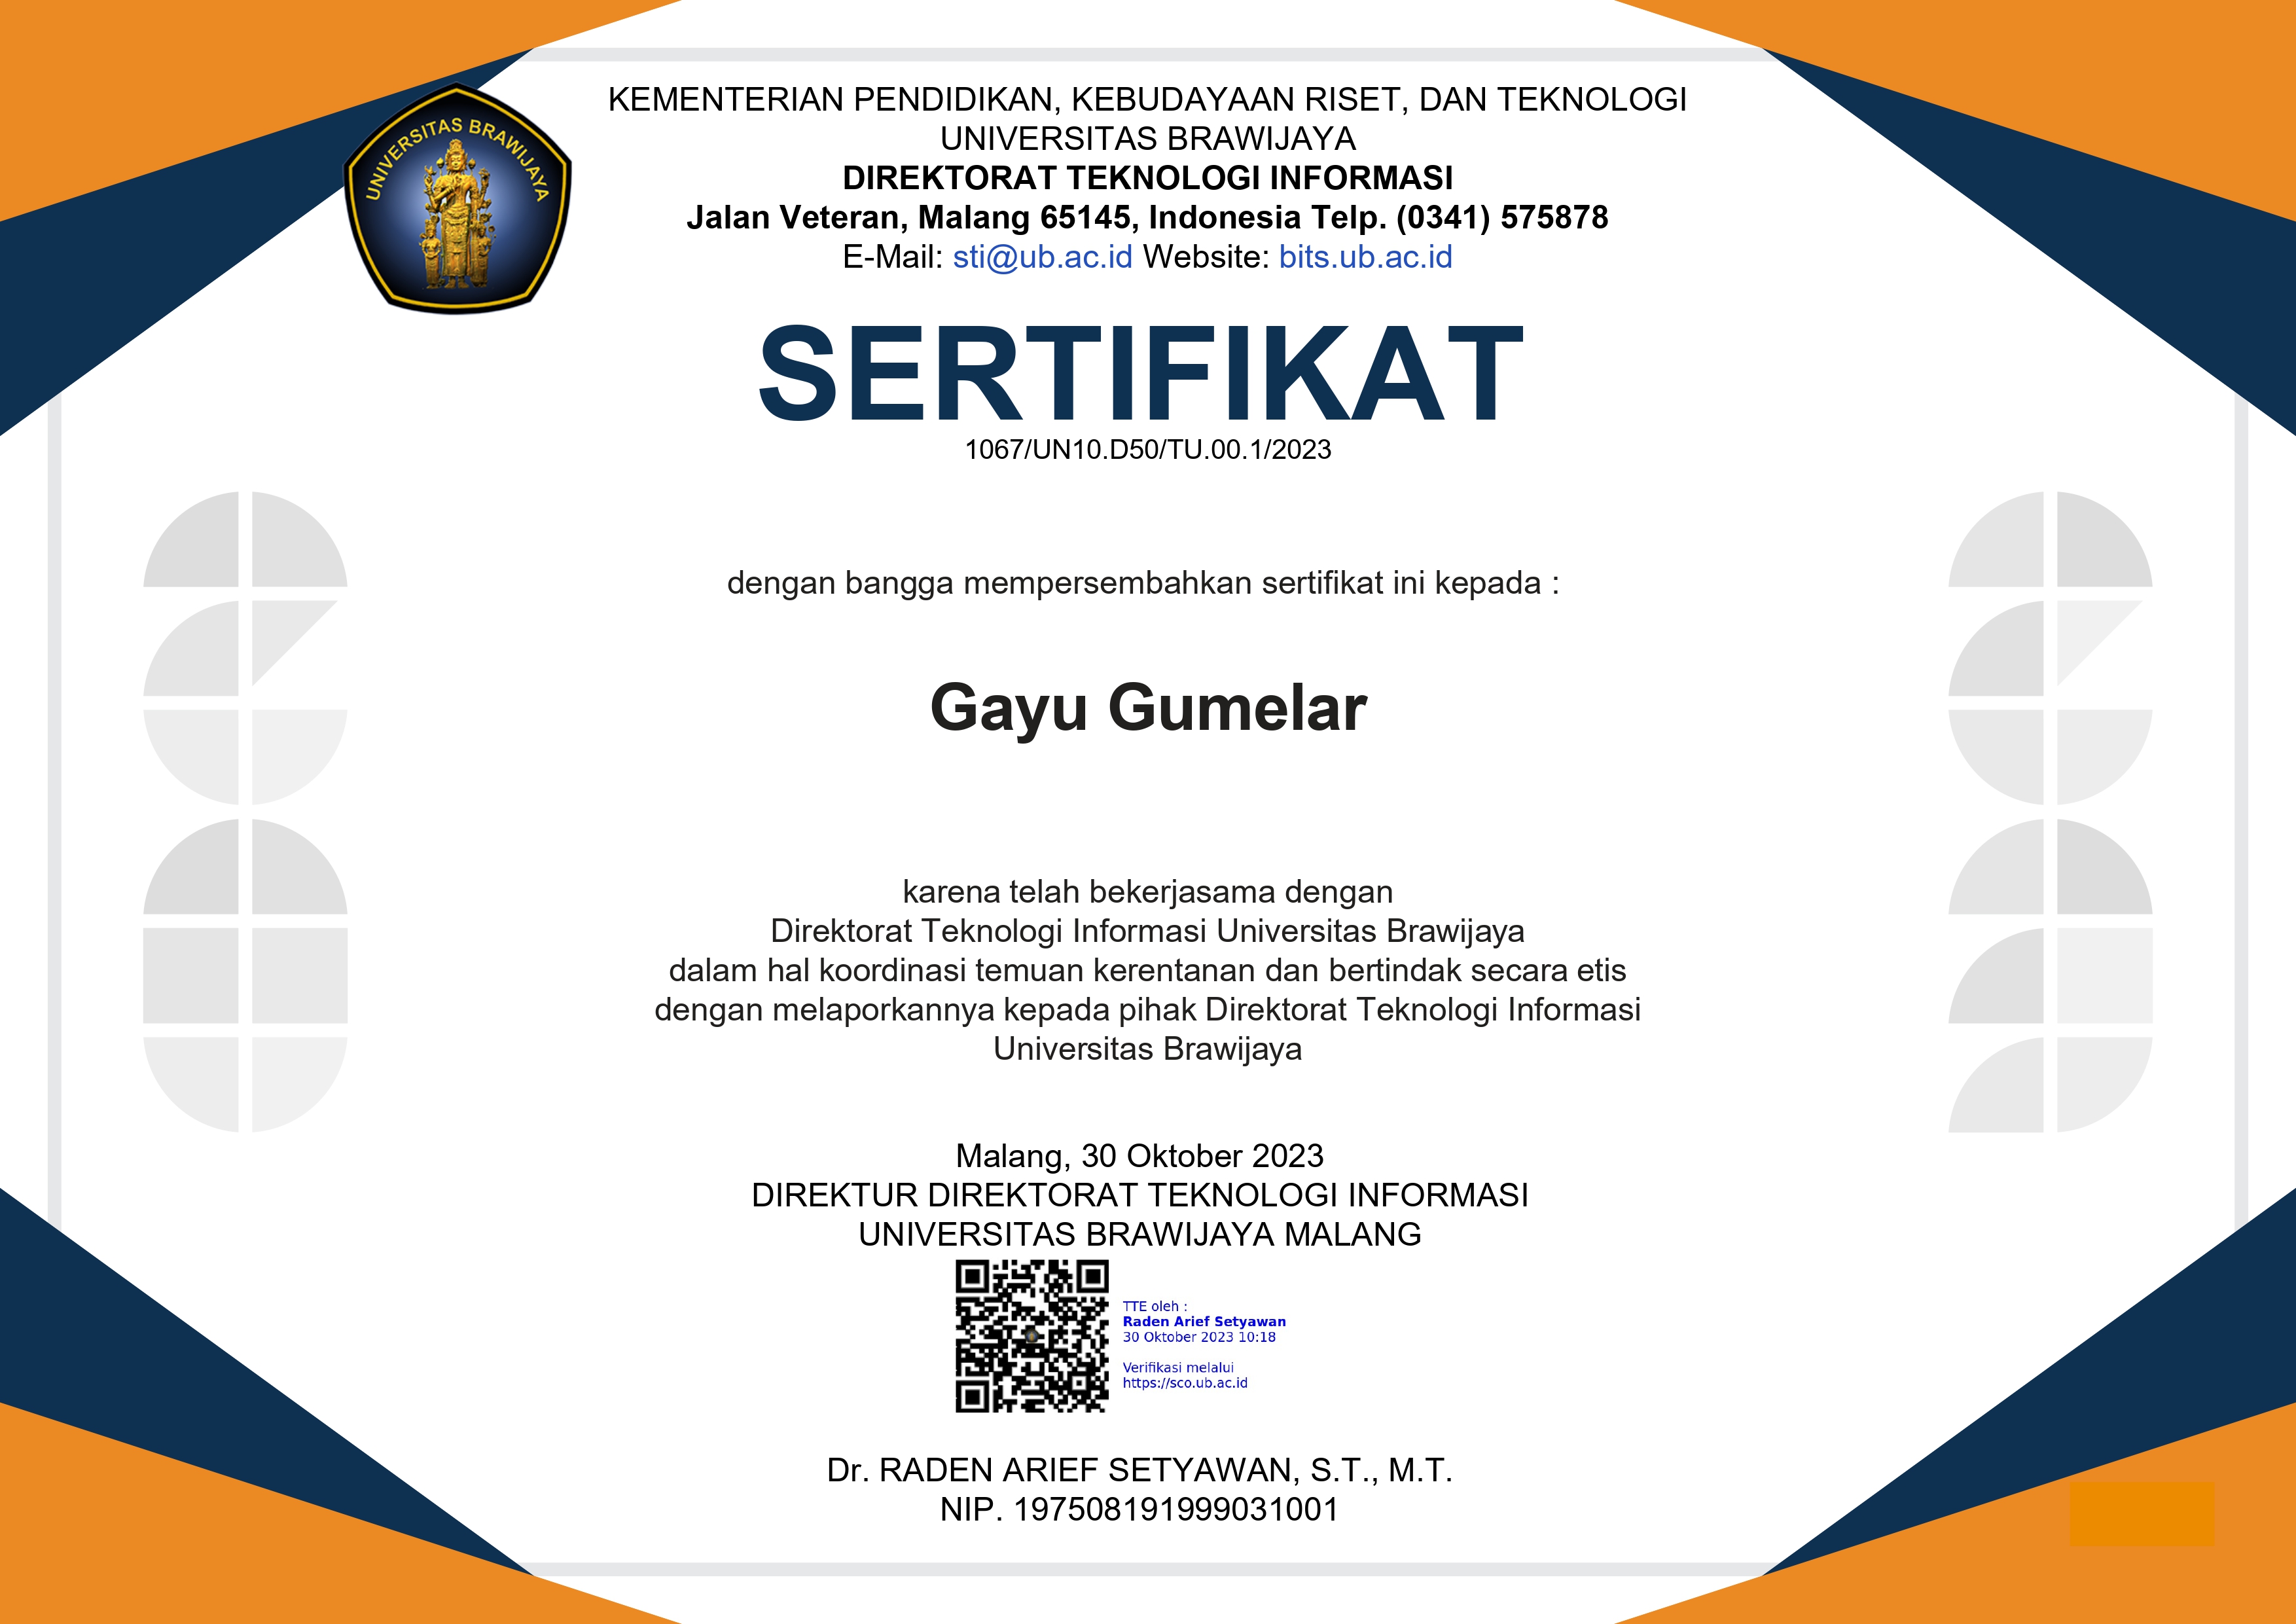 UNIVERSITAS BRAWIJAYA
KEMENTERIAN PENDIDIKAN, KEBUDAYAAN RISET, DAN TEKNOLOGI
UNIVERSITAS BRAWIJAYA
DIREKTORAT TEKNOLOGI INFORMASI
Jalan Veteran, Malang 65145, Indonesia Telp. (0341) 575878
E-Mail: sti@ub.ac.id Website: bits.ub.ac.id
SERTIFIKAT
1067/UN10.D50/TU.00.1/2023
dengan bangga mempersembahkan sertifikat ini kepada :
Gayu Gumelar
karena telah bekerjasama dengan
Direktorat Teknologi Informasi Universitas Brawijaya
dalam hal koordinasi temuan kerentanan dan bertindak secara etis
dengan melaporkannya kepada pihak Direktorat Teknologi Informasi
Universitas Brawijaya
Malang, 30 Oktober 2023
DIREKTUR DIREKTORAT TEKNOLOGI INFORMASI
UNIVERSITAS BRAWIJAYA MALANG
TTE oleh :
Raden Arief Setyawan
30 Oktober 2023 10:18
Verifikasi melalui
https://sco.ub.ac.id
Dr. RADEN ARIEF SETYAWAN, S.T., M.T.
NIP. 197508191999031001